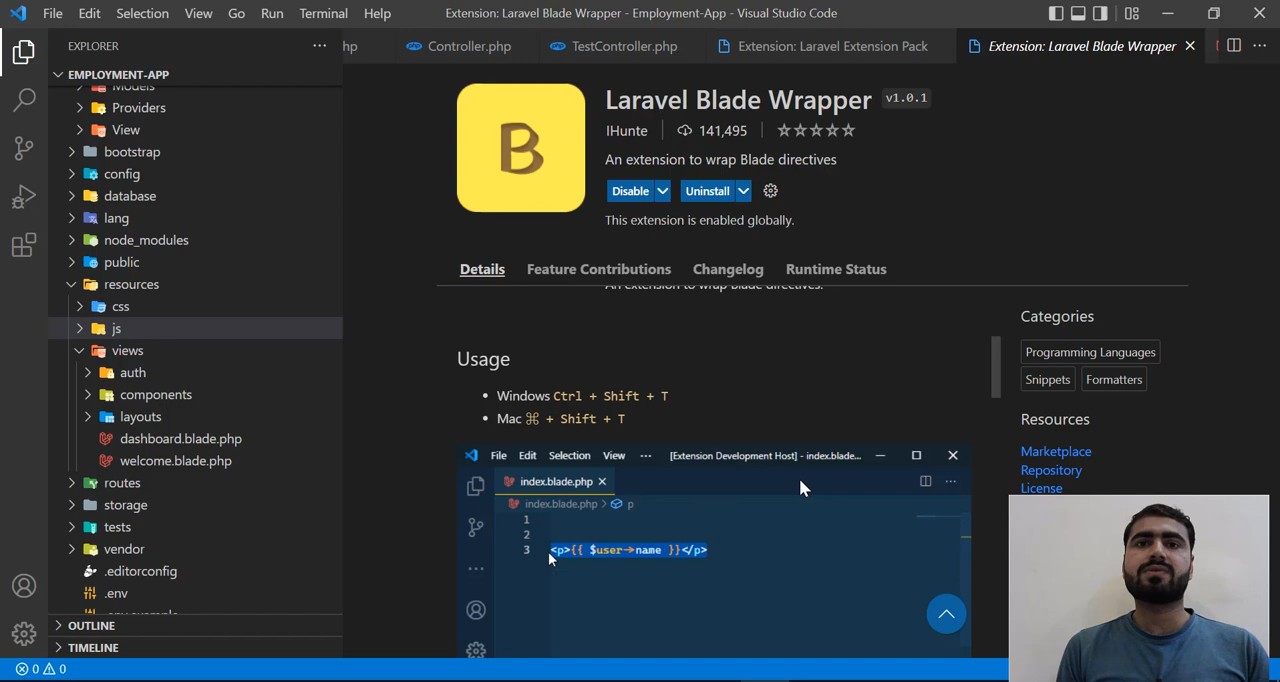 File Edit Selection View Go Run Terminal Help
Extension: Laravel Blade Wrapper - Employment-App - Visual Studio Code
EXPLORER
hp
Controller.php
TestController.php
Extension: Laravel Extension Pack
Extension: Laravel Blade Wrapper
EMPLOYMENT-APP
Models
Providers
View
bootstrap
config
database
lang
node_modules
public
resources
css
js
views
auth
components
layouts
dashboard.blade.php
welcome.blade.php
routes
storage
tests
vendor
.editorconfig
.env
.env.example
OUTLINE
TIMELINE
0 0
B
Laravel Blade Wrapper v1.0.1
IHunte 141,495
An extension to wrap Blade directives
Disable Uninstall
This extension is enabled globally.
Details Feature Contributions Changelog Runtime Status
An extension to wrap Blade directives.
Usage
Windows Ctrl + Shift + T
Mac ⌘ + Shift + T
File Edit Selection View ··· [Extension Development Host] - index.blade...
index.blade.php
index.blade.php > p
1
2
3 <p>{{ $user->name }}</p>
Categories
Programming Languages
Snippets Formatters
Resources
Marketplace
Repository
License